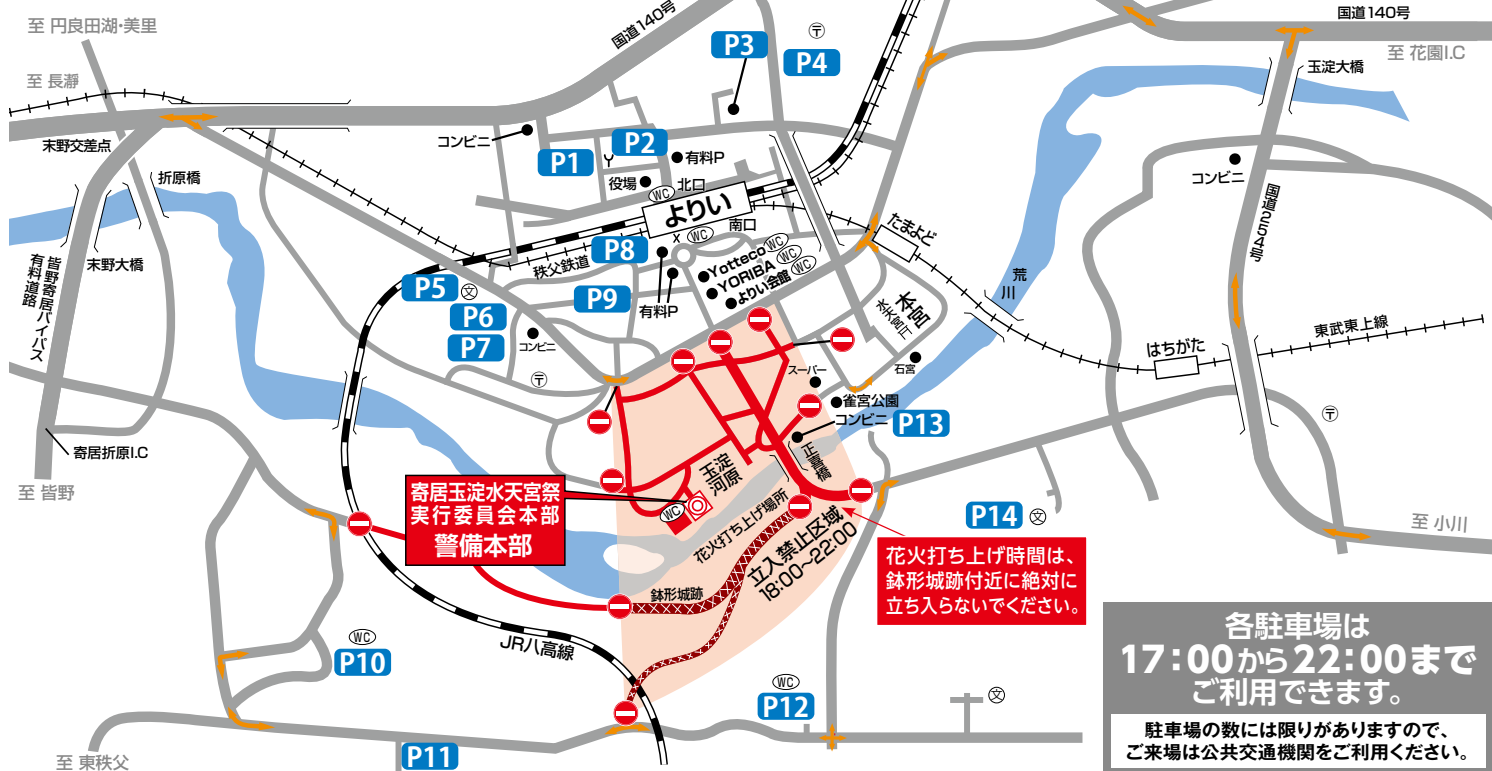 至 円良田湖・美里
至 長瀞
国道140号
P3
〒
P4
国道140号
至 花園I.C
玉淀大橋
末野交差点
コンビニ
P1
P2
有料P
役場
北口
WC
よりい
南口
コンビニ
国道254号
折原橋
末野大橋
皆野寄居バイパス
有料道路
秩父鉄道
P8
WC
Yotteco WC
YORIBA WC
よりい会館 WC
たまよど
荒川
P5
文
P6
P7
P9
有料P
コンビニ
〒
本宮
水天宮
石宮
スーパー
雀宮公園
コンビニ
P13
正喜橋
はちがた
東武東上線
〒
寄居折原I.C
至 皆野
寄居玉淀水天宮祭
実行委員会本部
警備本部
玉淀
河原
WC
花火打ち上げ場所
立入禁止区域
18:00~22:00
鉢形城跡
P14
文
至 小川
花火打ち上げ時間は、
鉢形城跡付近に絶対に
立ち入らないでください。
JR八高線
WC
P10
P11
WC
P12
文
至 東秩父
各駐車場は
17:00から22:00まで
ご利用できます。
駐車場の数には限りがありますので、
ご来場は公共交通機関をご利用ください。